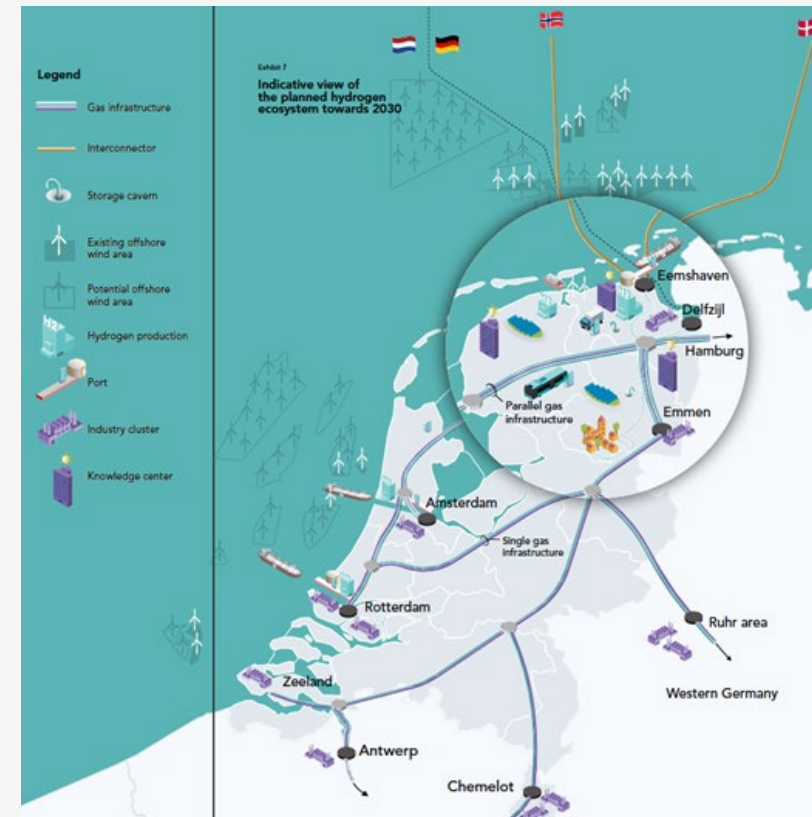 Legend
Gas infrastructure
Interconnector
Storage cavern
Existing offshore
wind area
Potential offshore
wind area
H2
Hydrogen production
Port
Industry cluster
Knowledge center
Exhibit 7
Indicative view of
the planned hydrogen
ecosystem towards 2030
Eemshaven
H2
Delfzijl
Hamburg
Parallel gas
infrastructure
Emmen
Amsterdam
Single gas
infrastructure
Rotterdam
Ruhr area
Zeeland
Western Germany
Antwerp
Chemelot